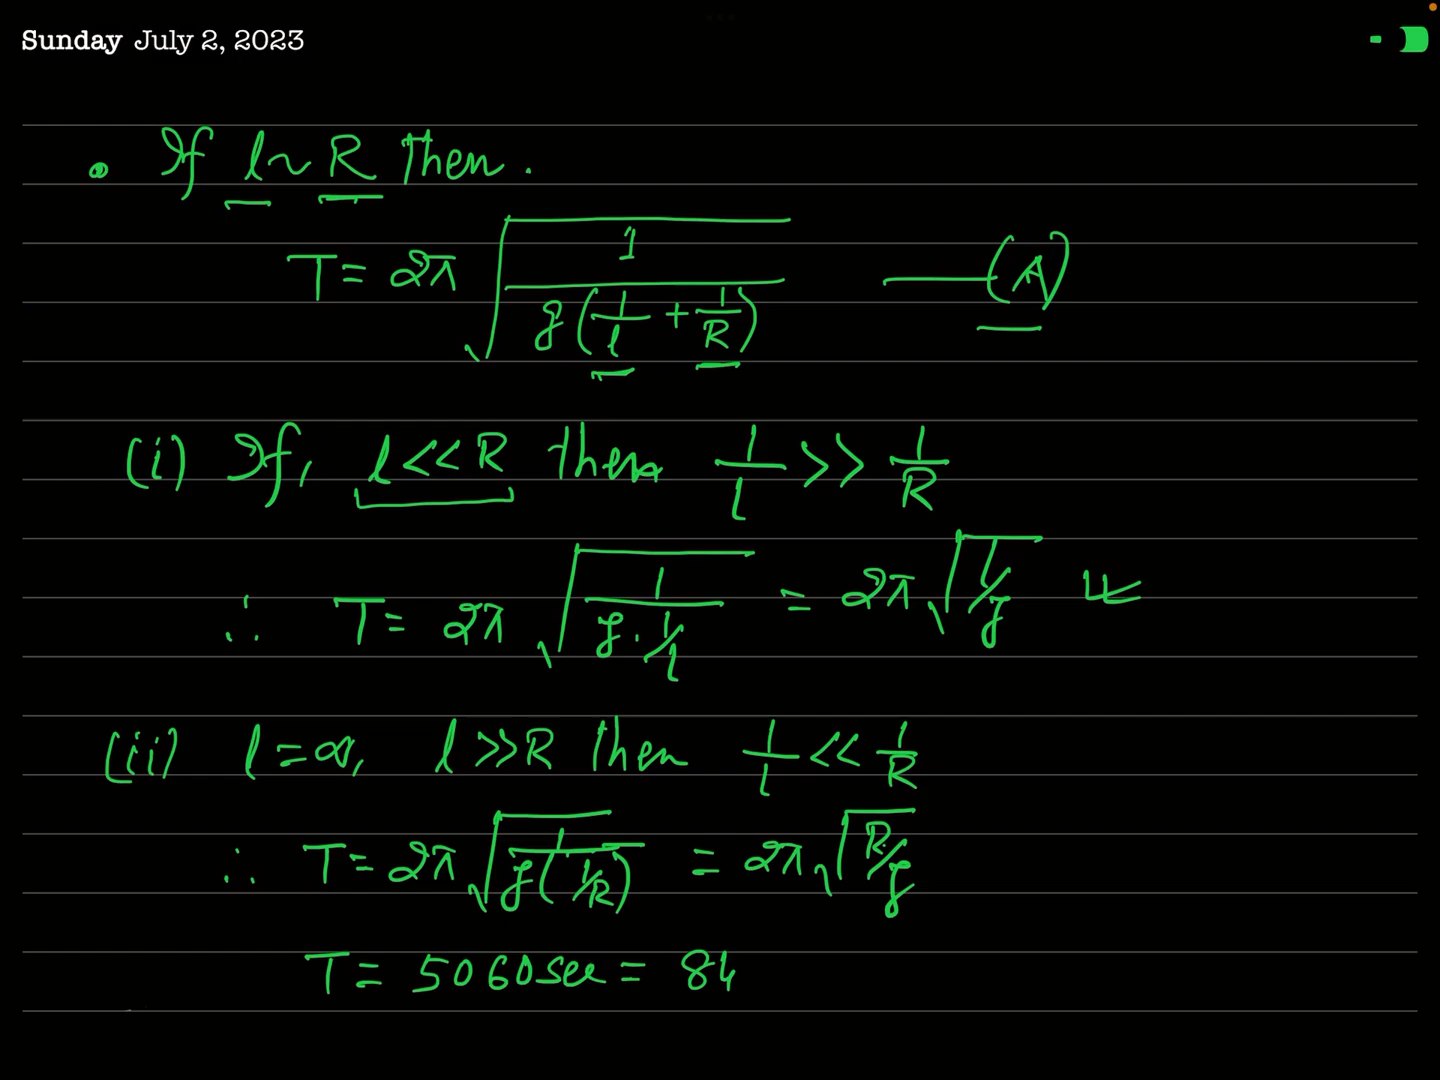 Sunday July 2, 2023
• If l ~ R then.
T = 2π √(1 / g(1/l + 1/R)) —(A)
(i) If, l << R then 1/l >> 1/R
∴ T = 2π √(1 / g · 1/l) = 2π √(l/g)
(ii) l = ∞, l >> R then 1/l << 1/R
∴ T = 2π √(1 / g(1/R)) = 2π √(R/g)
T = 5060 sec = 84